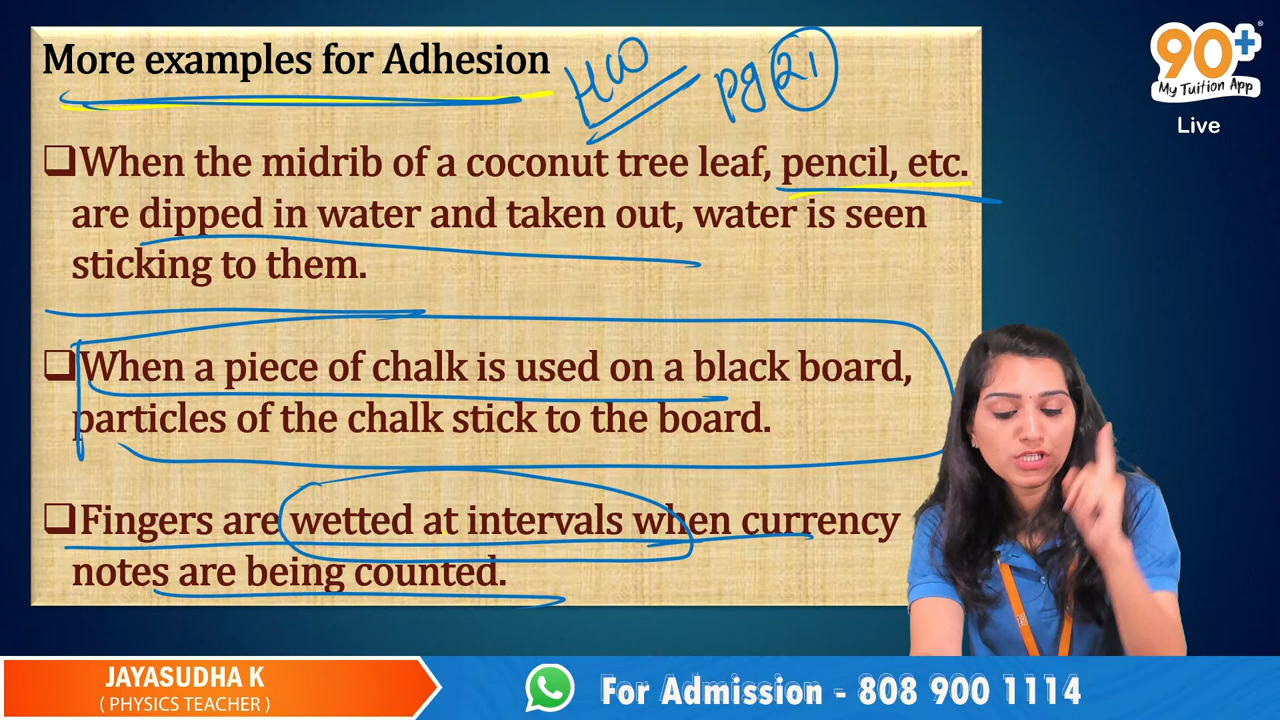 More examples for Adhesion
HW
pg 21
90+
My Tuition App
Live
❑When the midrib of a coconut tree leaf, pencil, etc.
are dipped in water and taken out, water is seen
sticking to them.
❑When a piece of chalk is used on a black board,
particles of the chalk stick to the board.
❑Fingers are wetted at intervals when currency
notes are being counted.
JAYASUDHA K
( PHYSICS TEACHER )
For Admission - 808 900 1114